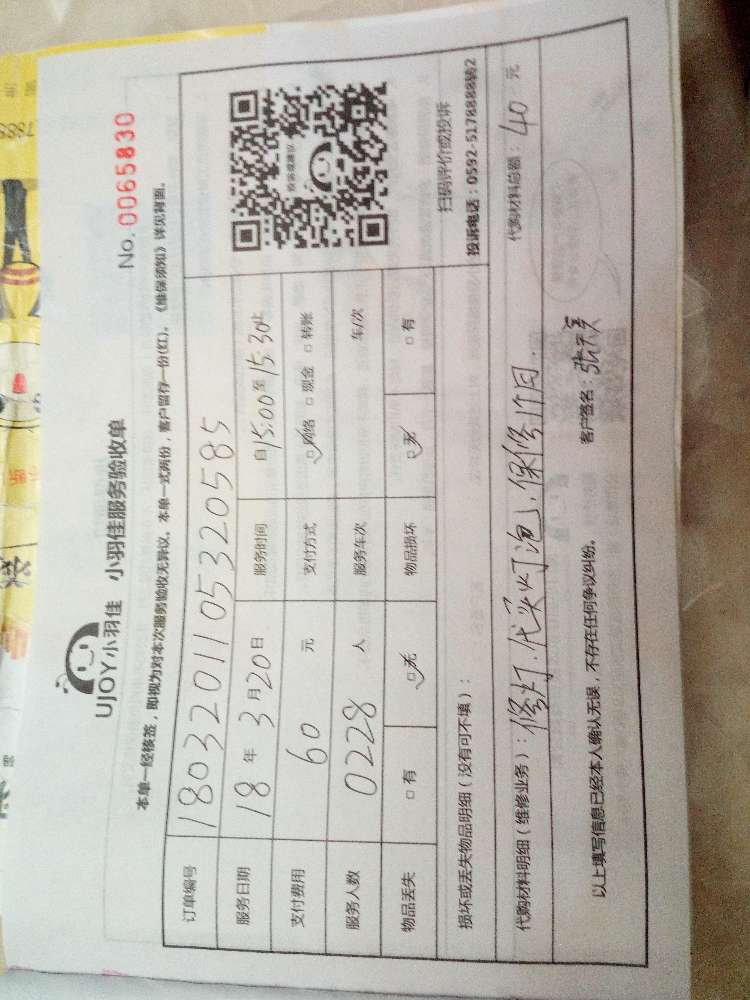 UJOY小羽佳 小羽佳服务验收单
No. 0065830
本单一经核签，即视为对本次服务验收无异议。本单一式两份，客户留存一份(红)。《维保须知》详见背面。
订单编号 180320110532058​5
服务日期 18 年 3 月 20 日 服务时间 自 15:00 至 15:30 止
支付费用 60 元 支付方式 ☑网络 □现金 □转账
服务人数 0228 人 服务车次 车/次
物品丢失 □有 ☑无 物品损坏 ☑无 □有
扫码评价或投诉
投诉电话：0592-5178888转2
损坏或丢失物品明细（没有可不填）：
代购材料明细（维修业务）：修灯.代买灯泡.保修1个月. 代购材料总额：40 元
以上填写信息已经本人确认无误，不存在任何争议纠纷。 客户签名：